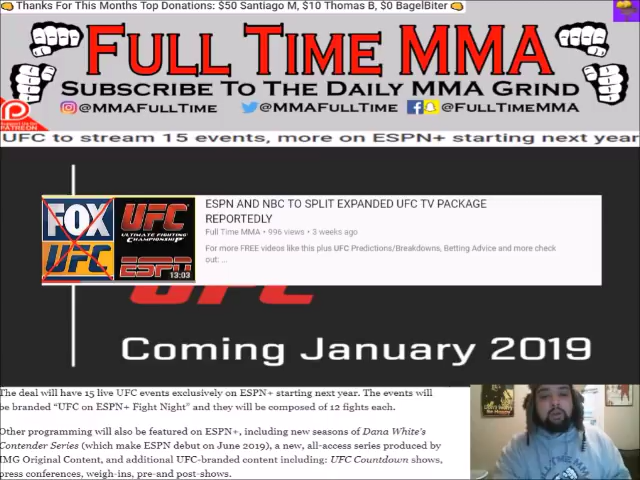 Thanks For This Months Top Donations: $50 Santiago M, $10 Thomas B, $0 BagelBiter
FULL TIME MMA
SUBSCRIBE TO THE DAILY MMA GRIND
@MMAFULLTIME @MMAFULLTIME @FULLTIMEMMA
PATREON
UFC to stream 15 events, more on ESPN+ starting next year
FOX
UFC
UFC
ULTIMATE FIGHTING
CHAMPIONSHIP
ESPN
13:03
ESPN AND NBC TO SPLIT EXPANDED UFC TV PACKAGE
REPORTEDLY
Full Time MMA • 996 views • 3 weeks ago
For more FREE videos like this plus UFC Predictions/Breakdowns, Betting Advice and more check
out: ...
UFC
Coming January 2019
The deal will have 15 live UFC events exclusively on ESPN+ starting next year. The events will
be branded “UFC on ESPN+ Fight Night” and they will be composed of 12 fights each.
Other programming will also be featured on ESPN+, including new seasons of Dana White's
Contender Series (which make ESPN debut on June 2019), a new, all-access series produced by
IMG Original Content, and additional UFC-branded content including: UFC Countdown shows,
press conferences, weigh-ins, pre-and post-shows.